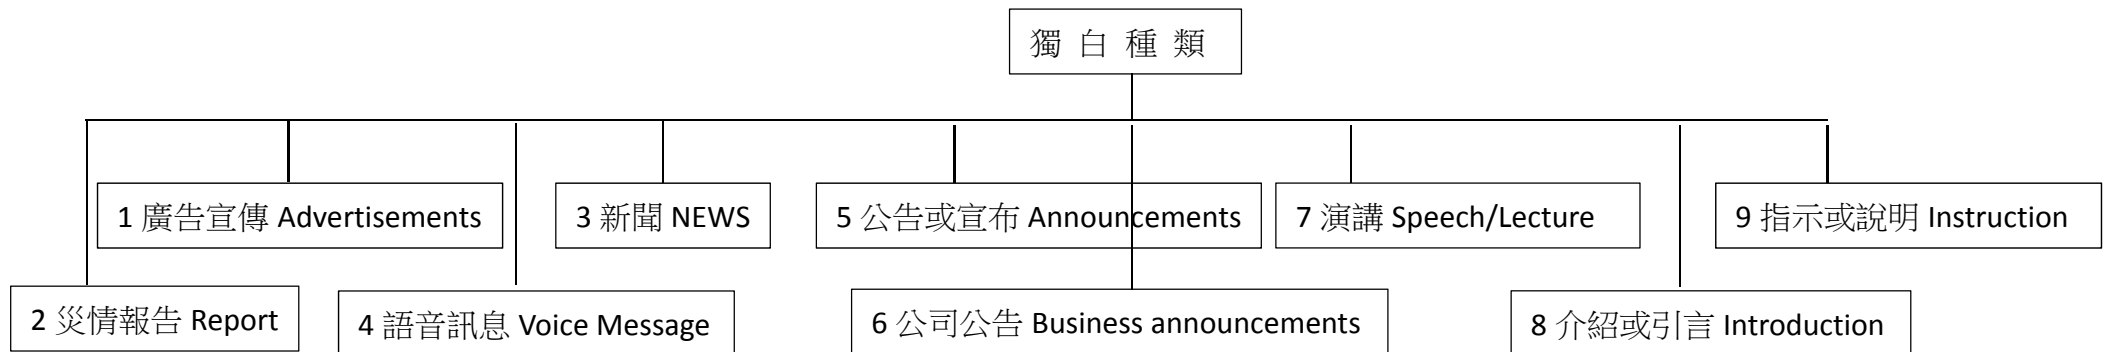 獨 白 種 類
1 廣告宣傳 Advertisements
3 新聞 NEWS
5 公告或宣布 Announcements
7 演講 Speech/Lecture
9 指示或說明 Instruction
2 災情報告 Report
4 語音訊息 Voice Message
6 公司公告 Business announcements
8 介紹或引言 Introduction